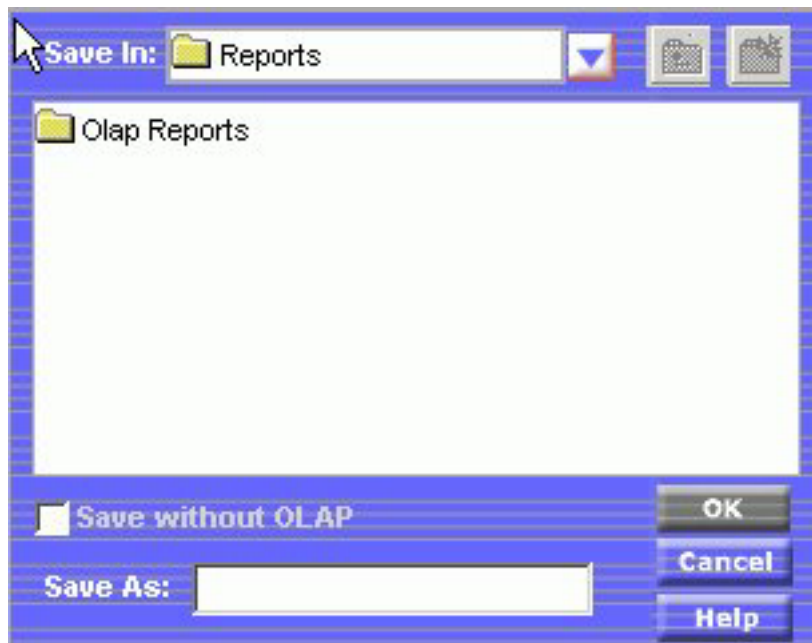 Save In: Reports
Olap Reports
Save without OLAP
OK
Cancel
Save As:
Help